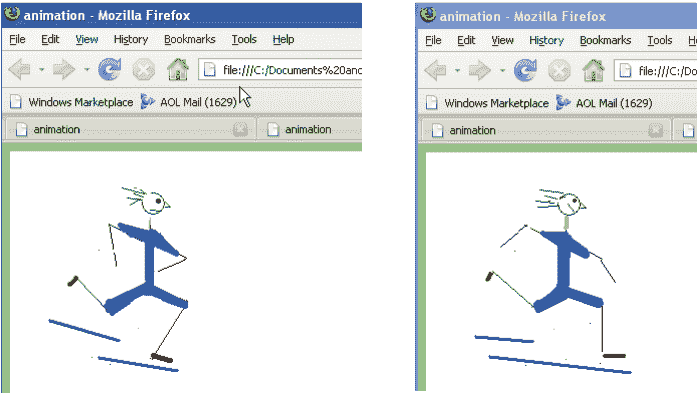 animation - Mozilla Firefox
File Edit View History Bookmarks Tools Help
file:///C:/Documents%20and
Windows Marketplace AOL Mail (1629)
animation animation
animation - Mozilla Firefox
File Edit View History Bookmarks Tools H
file:///C:/Do
Windows Marketplace AOL Mail (1629)
animation